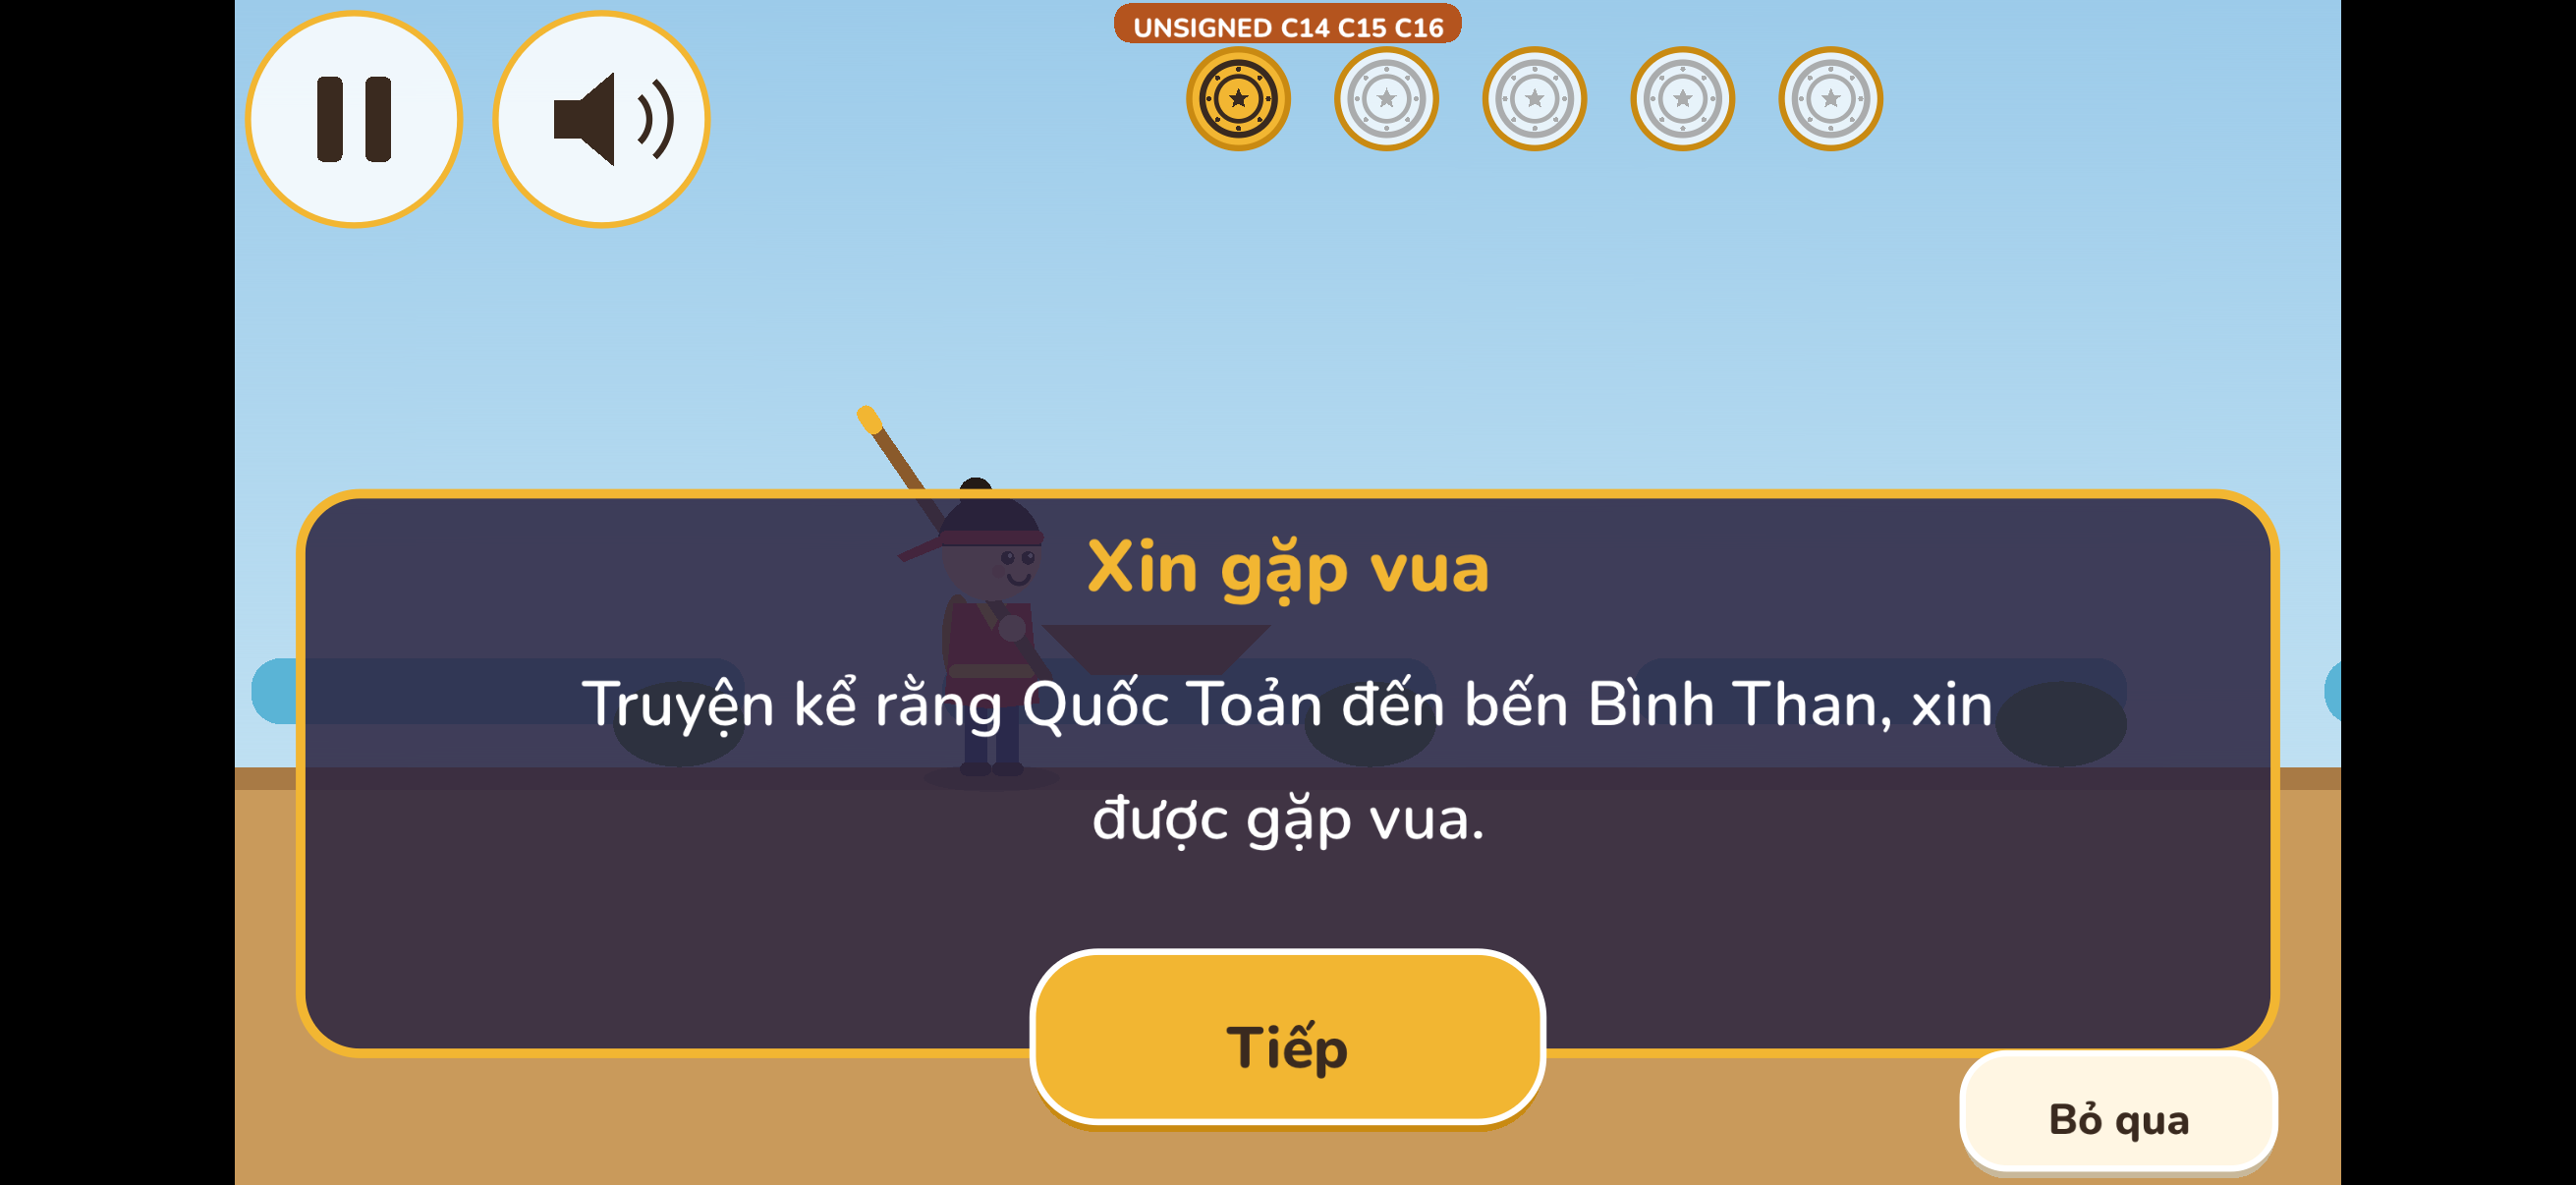 UNSIGNED C14 C15 C16
Xin gặp vua
Truyện kể rằng Quốc Toản đến bến Bình Than, xin
được gặp vua.
Tiếp
Bỏ qua